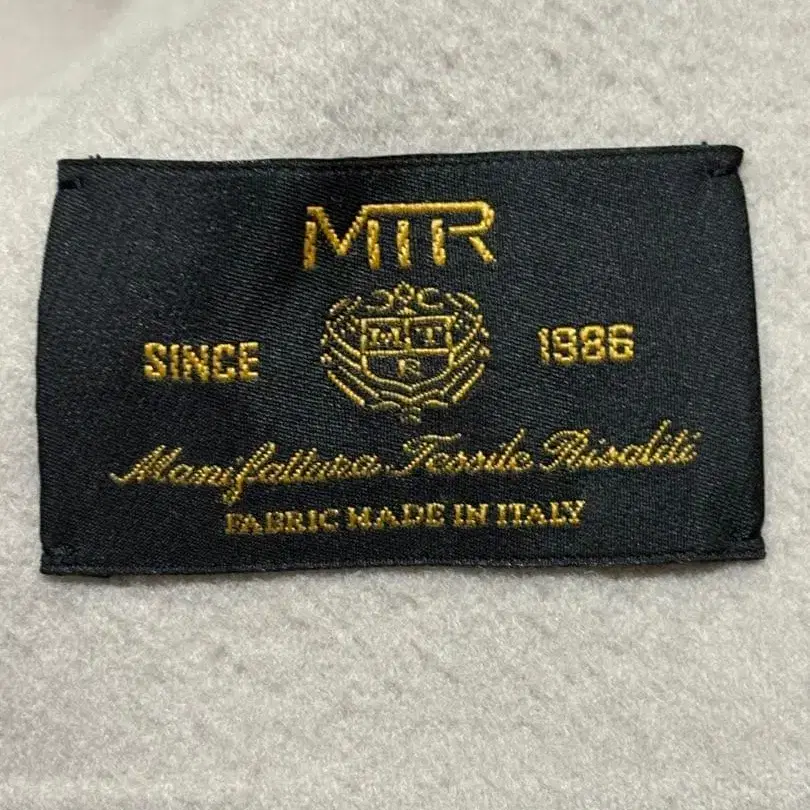 MTR
M T
R
SINCE 1986
Manifattura Tessile Risaliti
FABRIC MADE IN ITALY